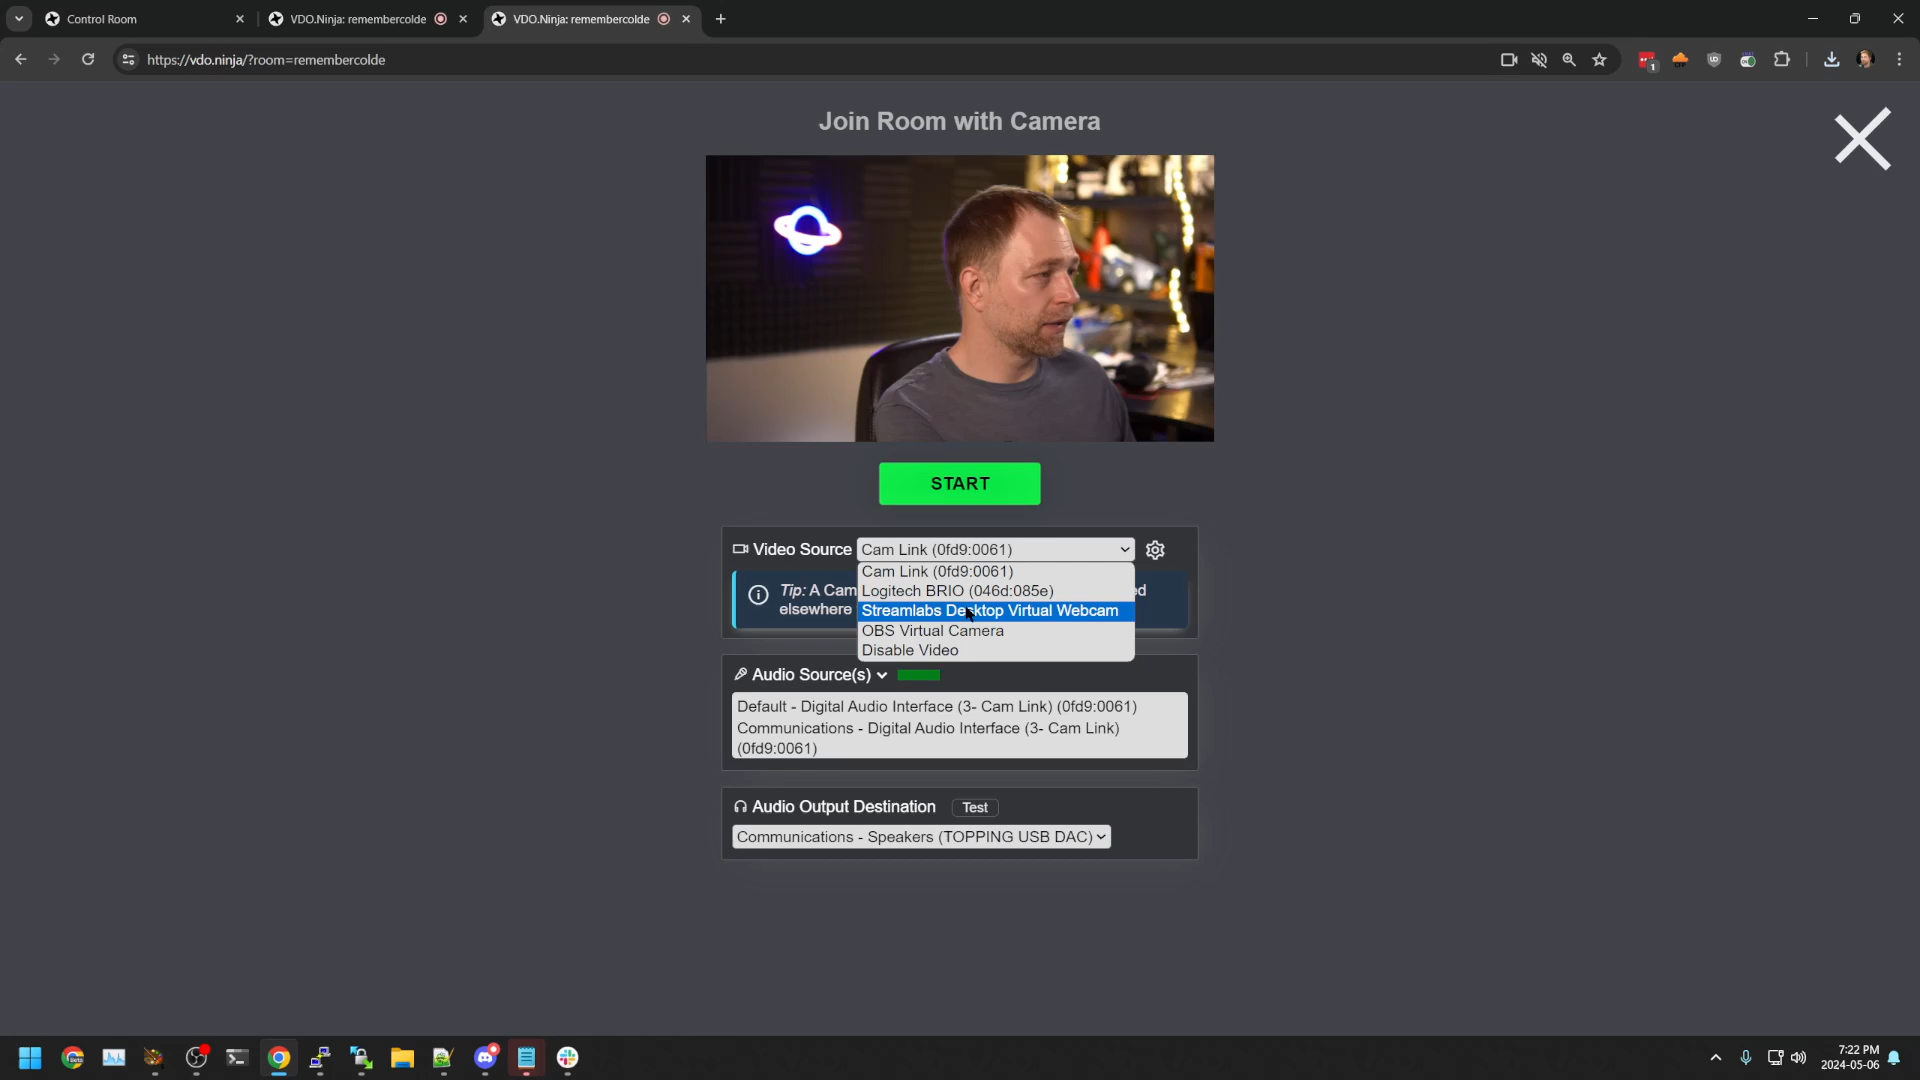 Control Room
VDO.Ninja: remembercolde
VDO.Ninja: remembercolde
https://vdo.ninja/?room=remembercolde
1
Join Room with Camera
START
Video Source
Cam Link (0fd9:0061)
Cam Link (0fd9:0061)
Logitech BRIO (046d:085e)
Streamlabs Desktop Virtual Webcam
OBS Virtual Camera
Disable Video
Tip: A Cam
ed
elsewhere
Audio Source(s)
Default - Digital Audio Interface (3- Cam Link) (0fd9:0061)
Communications - Digital Audio Interface (3- Cam Link)
(0fd9:0061)
Audio Output Destination
Test
Communications - Speakers (TOPPING USB DAC)
7:22 PM
2024-05-06